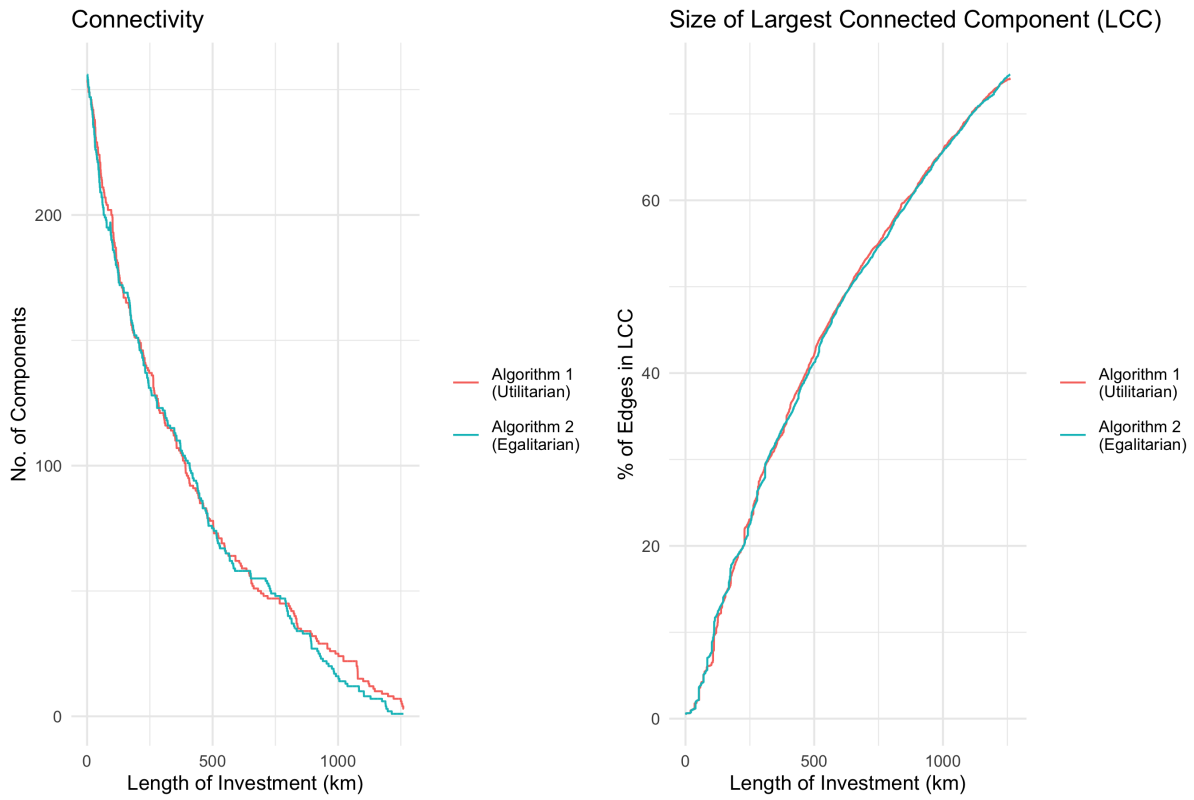 Connectivity
No. of Components
200
100
0
0
500
1000
Length of Investment (km)
Algorithm 1
(Utilitarian)
Algorithm 2
(Egalitarian)
Size of Largest Connected Component (LCC)
% of Edges in LCC
60
40
20
0
0
500
1000
Length of Investment (km)
Algorithm 1
(Utilitarian)
Algorithm 2
(Egalitarian)